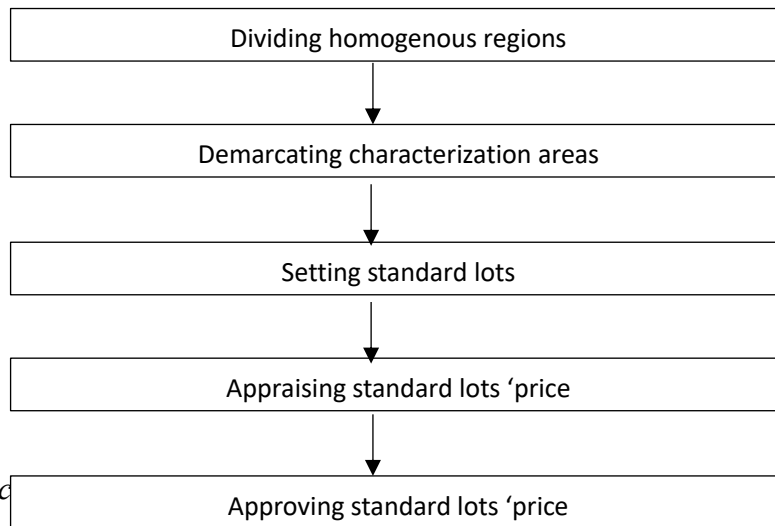 Dividing homogenous regions
Demarcating characterization areas
Setting standard lots
Appraising standard lots ‘price
Approving standard lots ‘price